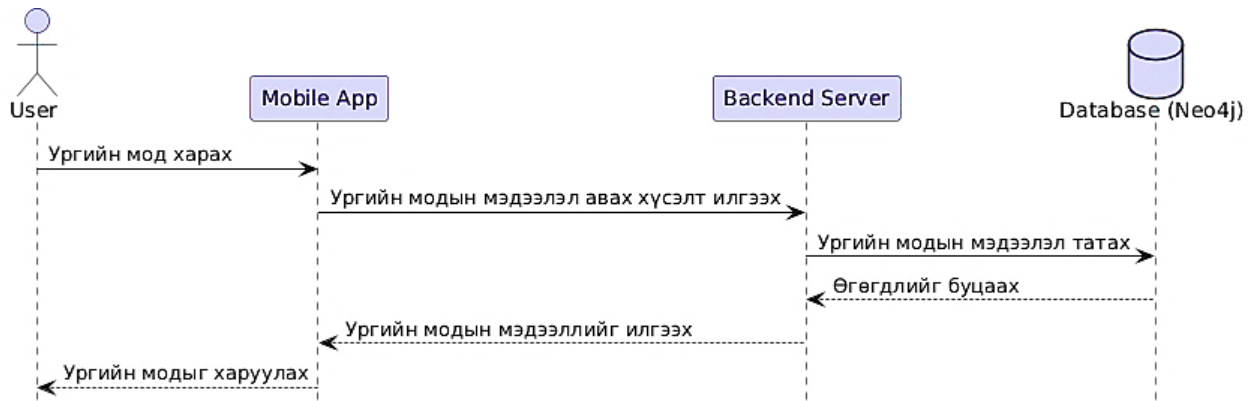 User
Mobile App
Backend Server
Database (Neo4j)
Ургийн мод харах
Ургийн модын мэдээлэл авах хүсэлт илгээх
Ургийн модын мэдээлэл татах
Өгөгдлийг буцаах
Ургийн модын мэдээллийг илгээх
Ургийн модыг харуулах